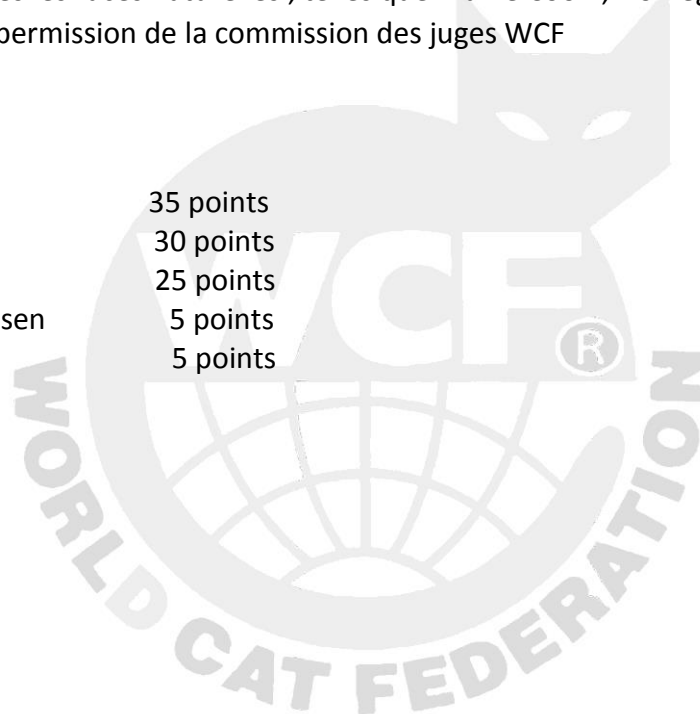 permission de la commission des juges WCF
35 points
30 points
25 points
sen 5 points
5 points
WCF
®
WORLD CAT FEDERATION